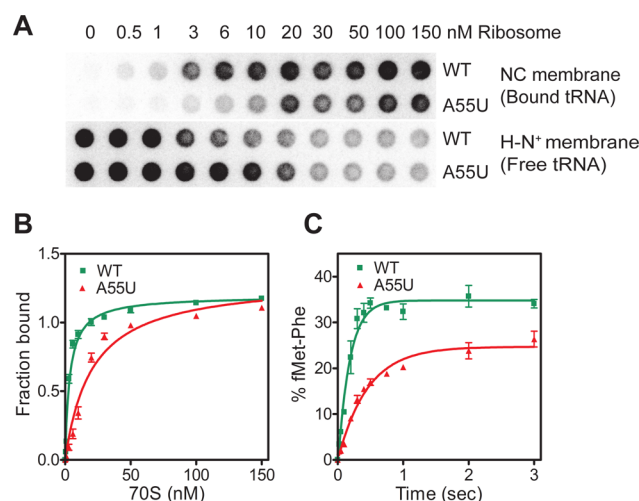 A
0 0.5 1 3 6 10 20 30 50 100 150 nM Ribosome
WT
A55U
NC membrane
(Bound tRNA)
WT
A55U
H-N⁺ membrane
(Free tRNA)
B
WT
A55U
Fraction bound
1.5
1.0
0.5
0.0
0 50 100 150
70S (nM)
C
WT
A55U
% fMet-Phe
40
30
20
10
0
0 1 2 3
Time (sec)